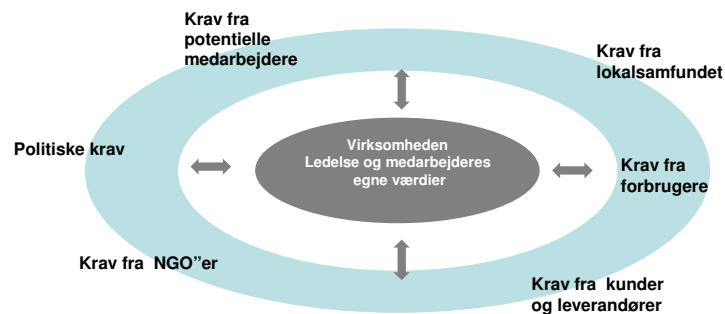 Krav fra
potentielle
medarbejdere
Krav fra
lokalsamfundet
Politiske krav
Virksomheden
Ledelse og medarbejderes
egne værdier
Krav fra
forbrugere
Krav fra  NGO”er
Krav fra  kunder
og leverandører